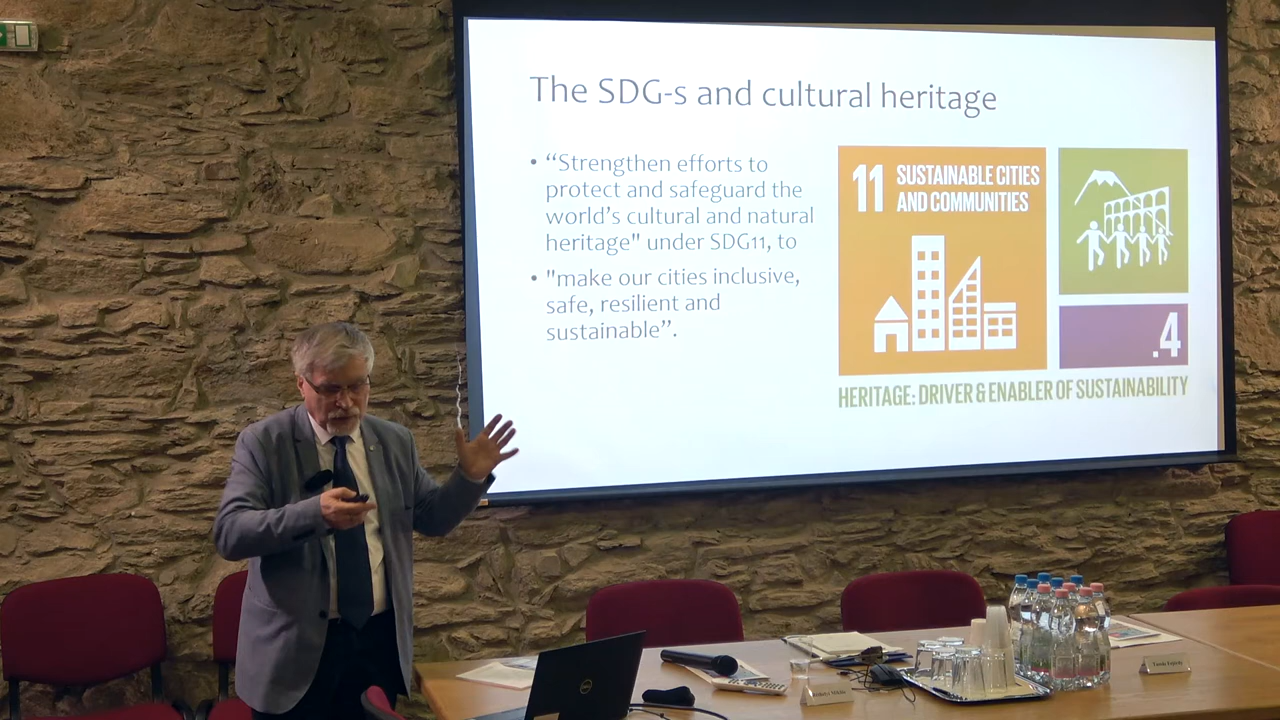 The SDG-s and cultural heritage
• “Strengthen efforts to
protect and safeguard the
world’s cultural and natural
heritage" under SDG11, to
• "make our cities inclusive,
safe, resilient and
sustainable”.
11 SUSTAINABLE CITIES
AND COMMUNITIES
.4
HERITAGE: DRIVER & ENABLER OF SUSTAINABILITY
DELL